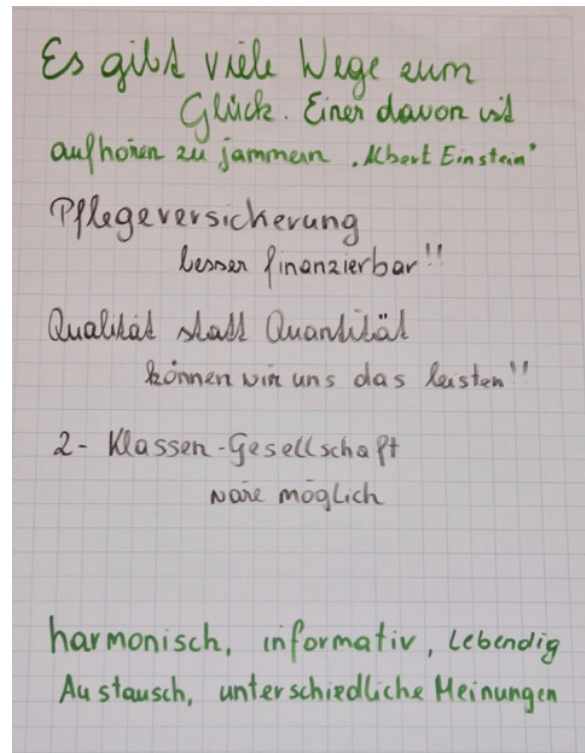 Es gibt viele Wege zum
Glück. Einer davon ist
aufhören zu jammern . "Albert Einstein"
Pflegeversicherung
besser finanzierbar!!
Qualität statt Quantität
können wir uns das leisten!!
2- Klassen-Gesellschaft
wäre möglich
harmonisch, informativ, Lebendig
Austausch, unterschiedliche Meinungen